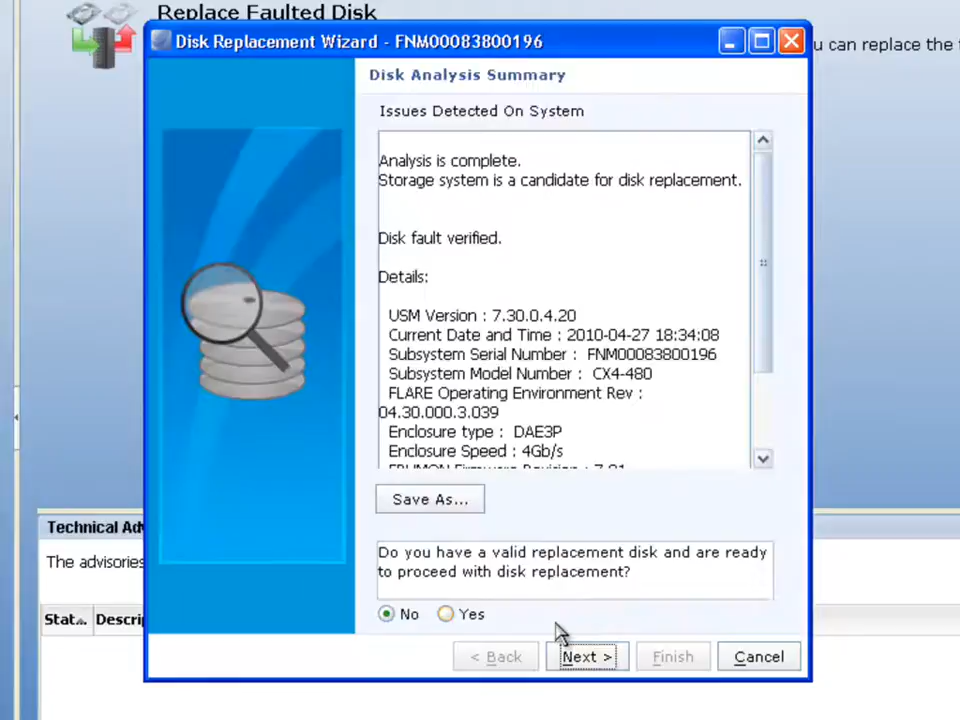 Replace Faulted Disk
Disk Replacement Wizard - FNM00083800196
u can replace the
Disk Analysis Summary
Issues Detected On System
Analysis is complete.
Storage system is a candidate for disk replacement.
Disk fault verified.
Details:
USM Version : 7.30.0.4.20
Current Date and Time : 2010-04-27 18:34:08
Subsystem Serial Number : FNM00083800196
Subsystem Model Number : CX4-480
FLARE Operating Environment Rev :
04.30.000.3.039
Enclosure type : DAE3P
Enclosure Speed : 4Gb/s
Save As...
Technical Ad
The advisories
Do you have a valid replacement disk and are ready
to proceed with disk replacement?
Stat... Descri
No Yes
< Back Next > Finish Cancel